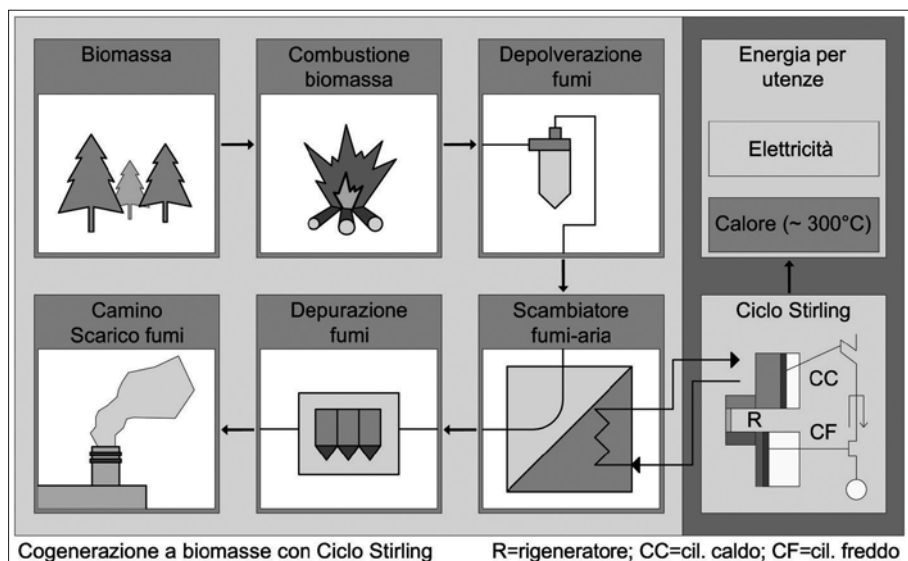 Biomassa
Combustione
biomassa
Depolverazione
fumi
Energia per
utenze
Elettricità
Calore (~ 300°C)
Camino
Scarico fumi
Depurazione
fumi
Scambiatore
fumi-aria
Ciclo Stirling
CC
R
CF
Cogenerazione a biomasse con Ciclo Stirling
R=rigeneratore; CC=cil. caldo; CF=cil. freddo